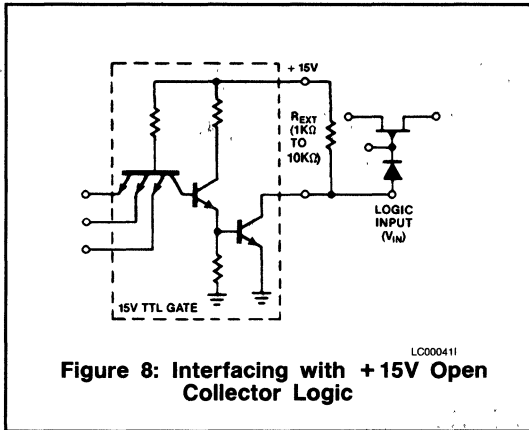 + 15V
REXT
(1KΩ
TO
10KΩ)
LOGIC
INPUT
(VIN)
15V TTL GATE
LC00041I
Figure 8: Interfacing with +15V Open
Collector Logic